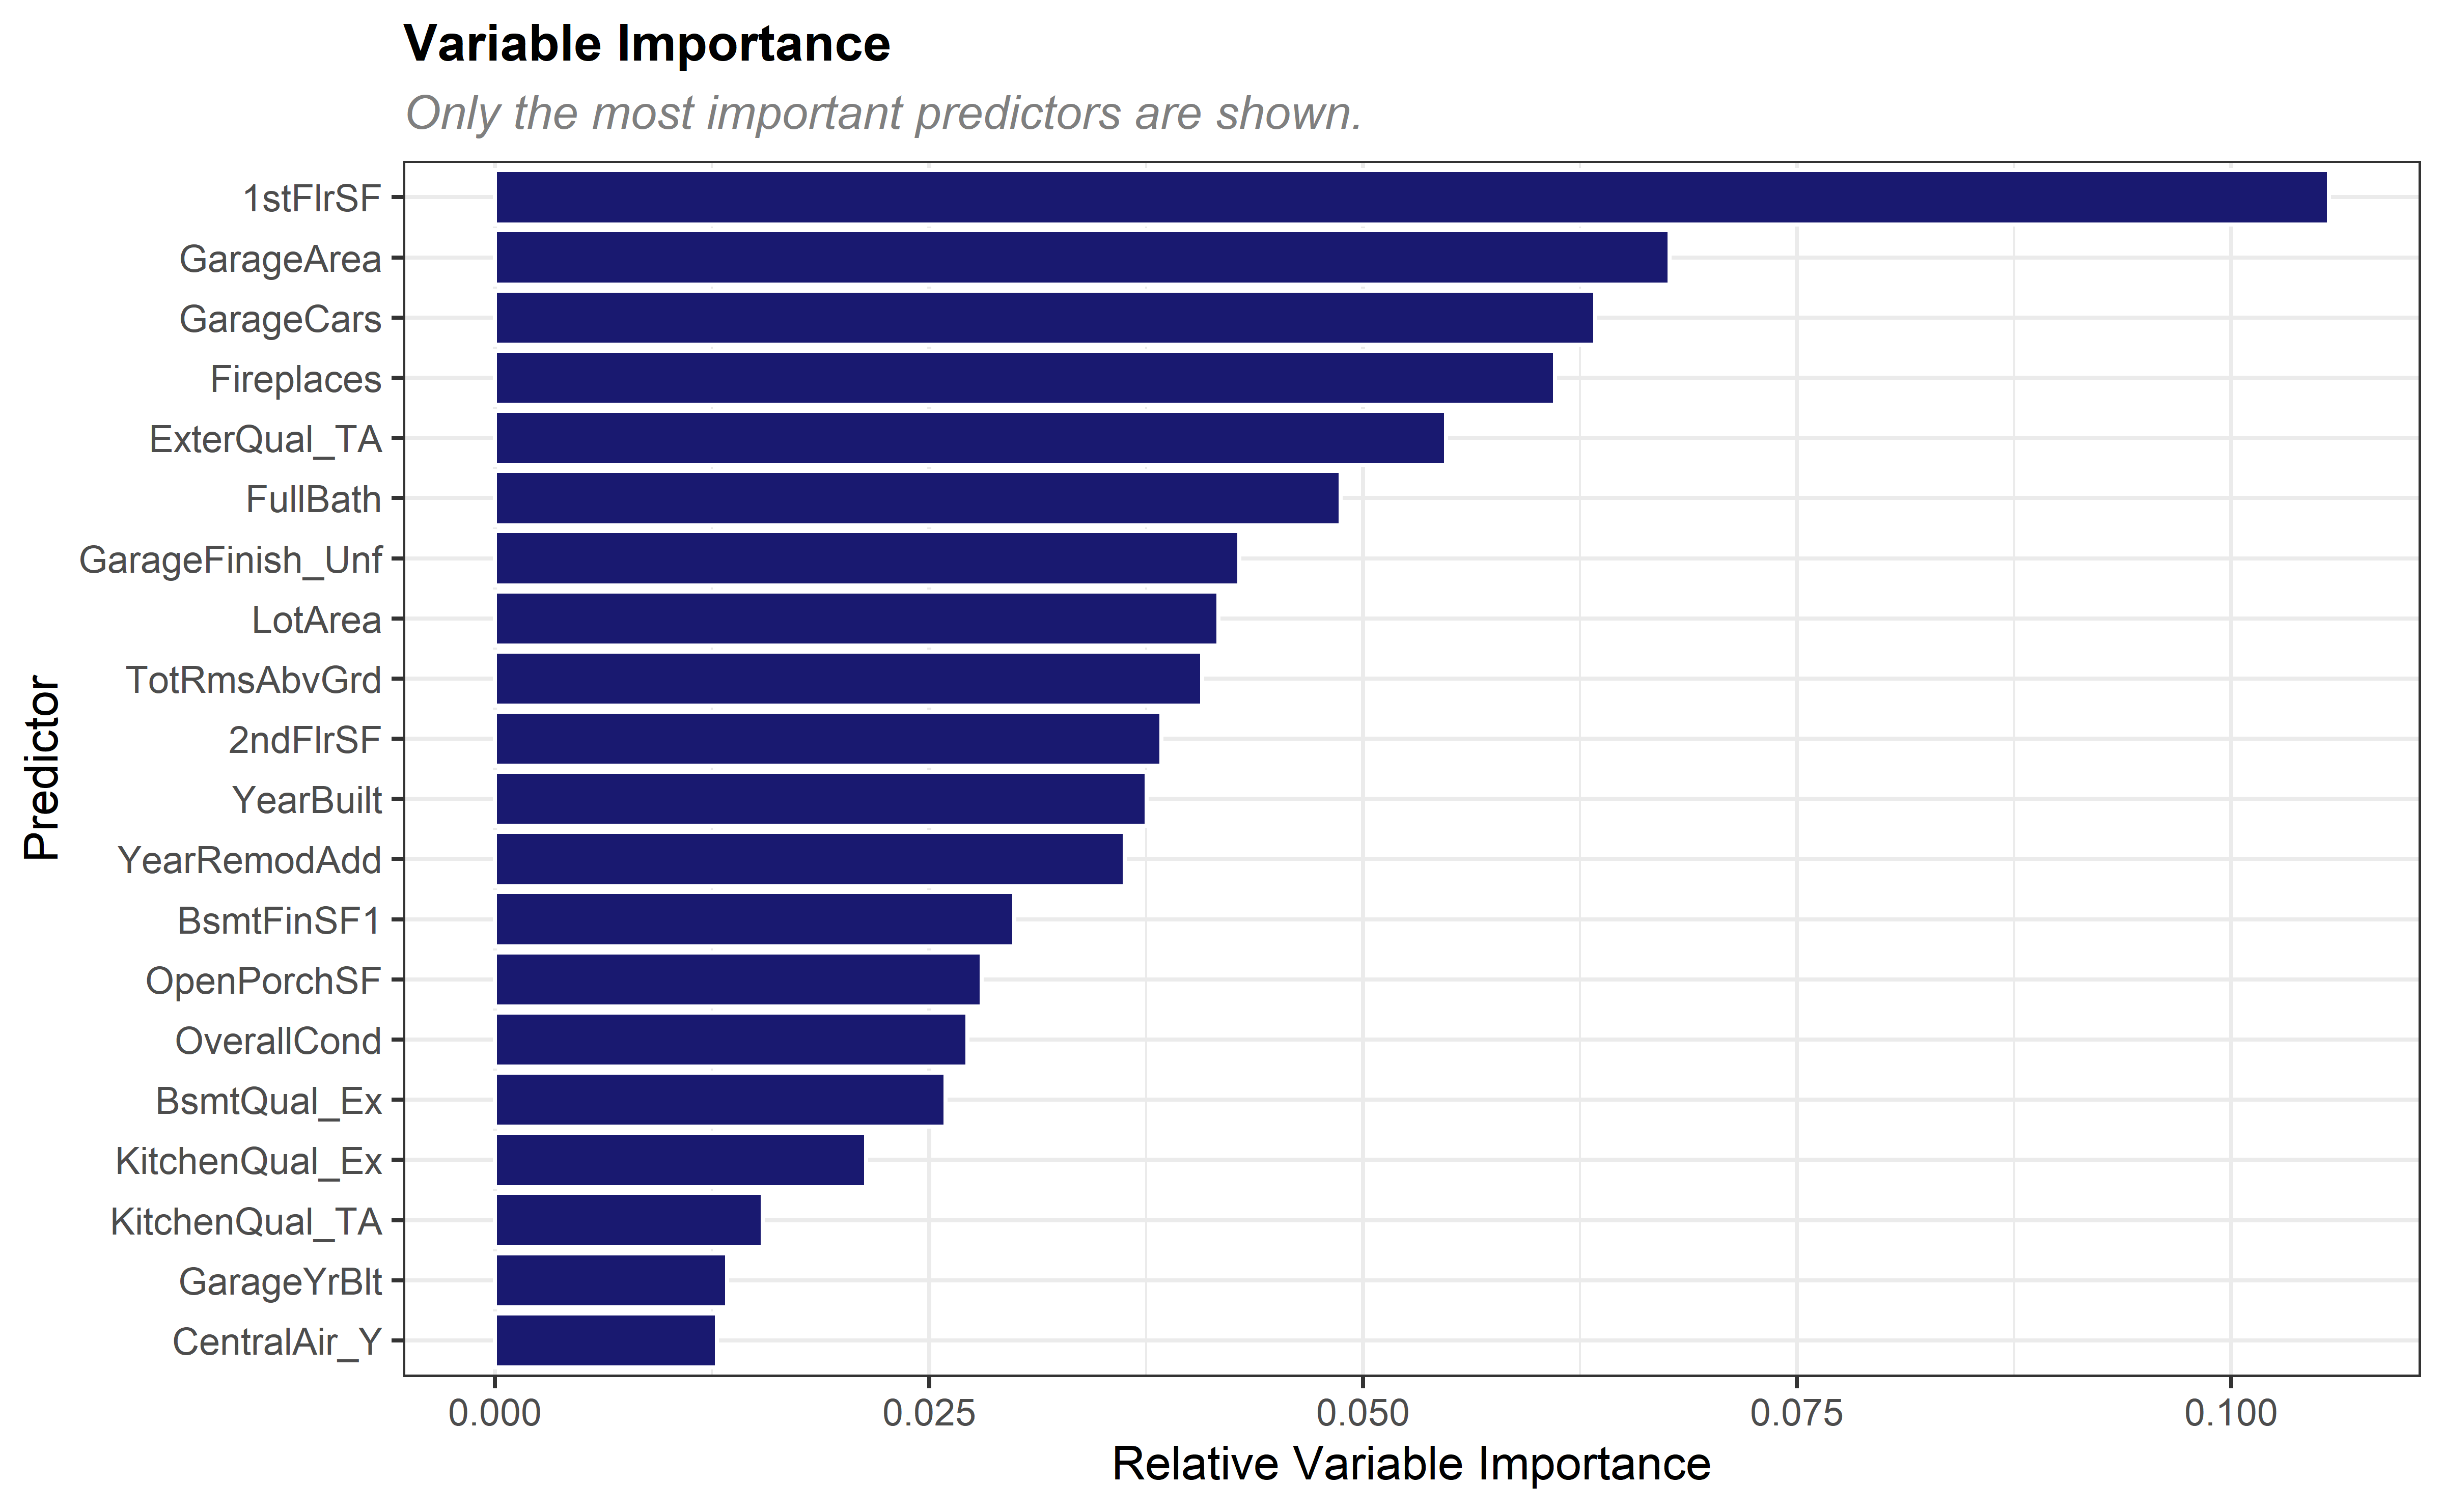 Variable Importance
Only the most important predictors are shown.
1stFlrSF
GarageArea
GarageCars
Fireplaces
ExterQual_TA
FullBath
GarageFinish_Unf
LotArea
TotRmsAbvGrd
2ndFlrSF
YearBuilt
YearRemodAdd
BsmtFinSF1
OpenPorchSF
OverallCond
BsmtQual_Ex
KitchenQual_Ex
KitchenQual_TA
GarageYrBlt
CentralAir_Y
Predictor
0.000 0.025 0.050 0.075 0.100
Relative Variable Importance